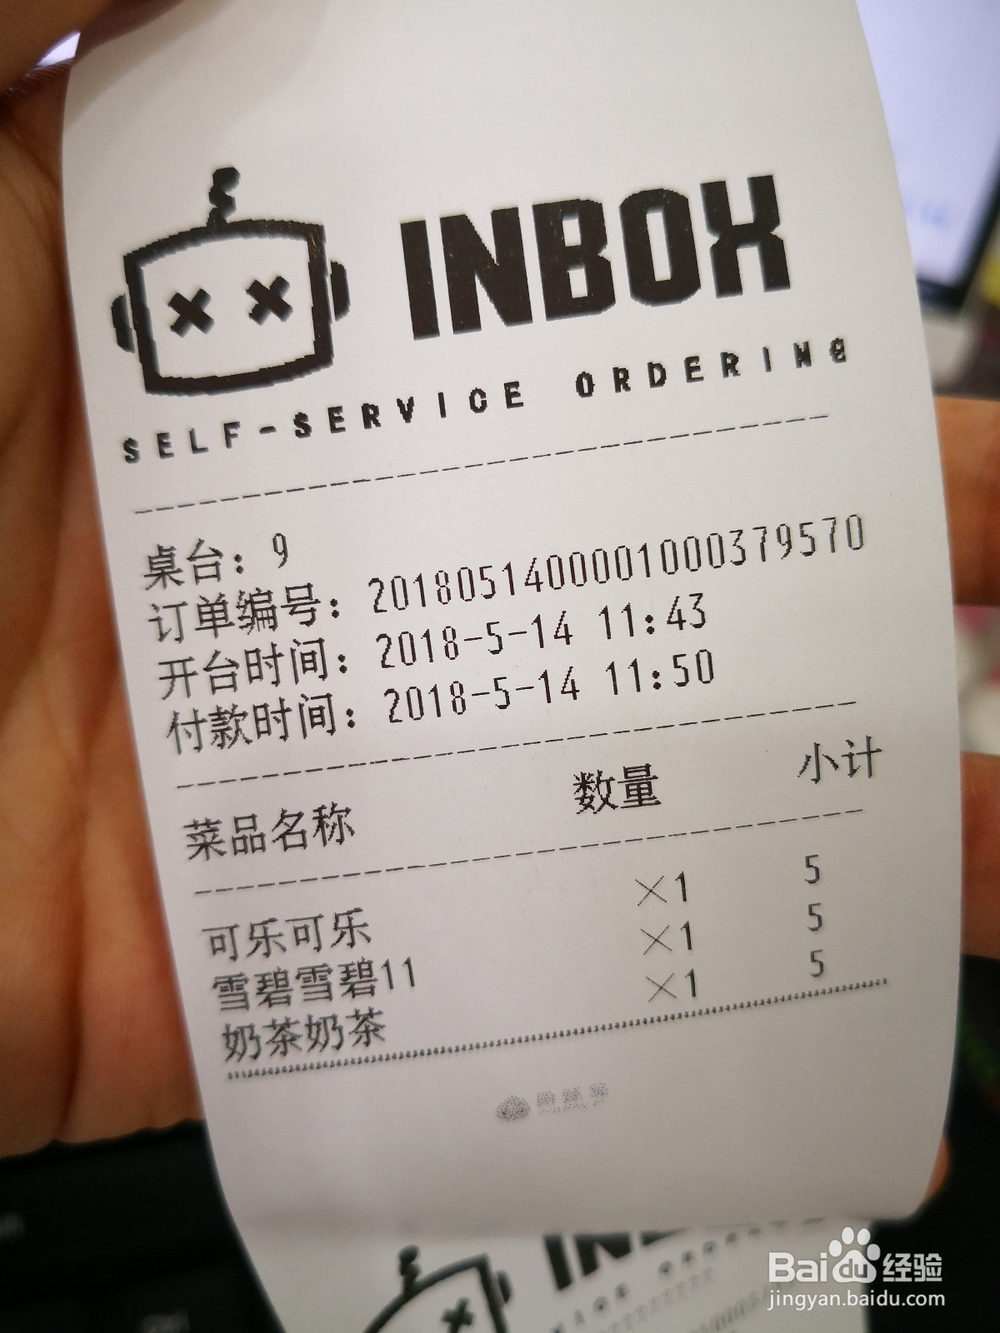 INBOX
SELF-SERVICE ORDERING
桌台：9
订单编号：2018051400001000379570
开台时间：2018-5-14 11:43
付款时间：2018-5-14 11:50
菜品名称 数量 小计
可乐可乐 ×1 5
雪碧雪碧11 ×1 5
奶茶奶茶 ×1 5
Baidu经验
jingyan.baidu.com